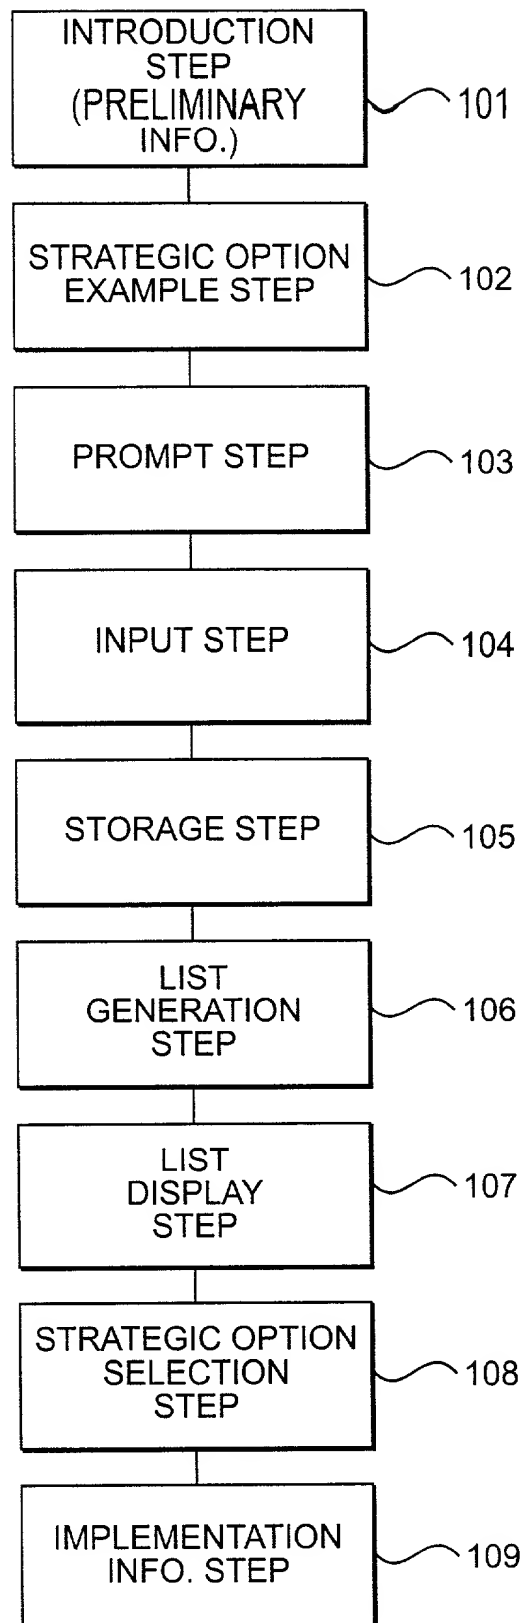 INTRODUCTION
STEP
(PRELIMINARY
INFO.)
101
STRATEGIC OPTION
EXAMPLE STEP
102
PROMPT STEP
103
INPUT STEP
104
STORAGE STEP
105
LIST
GENERATION
STEP
106
LIST
DISPLAY
STEP
107
STRATEGIC OPTION
SELECTION
STEP
108
IMPLEMENTATION
INFO. STEP
109